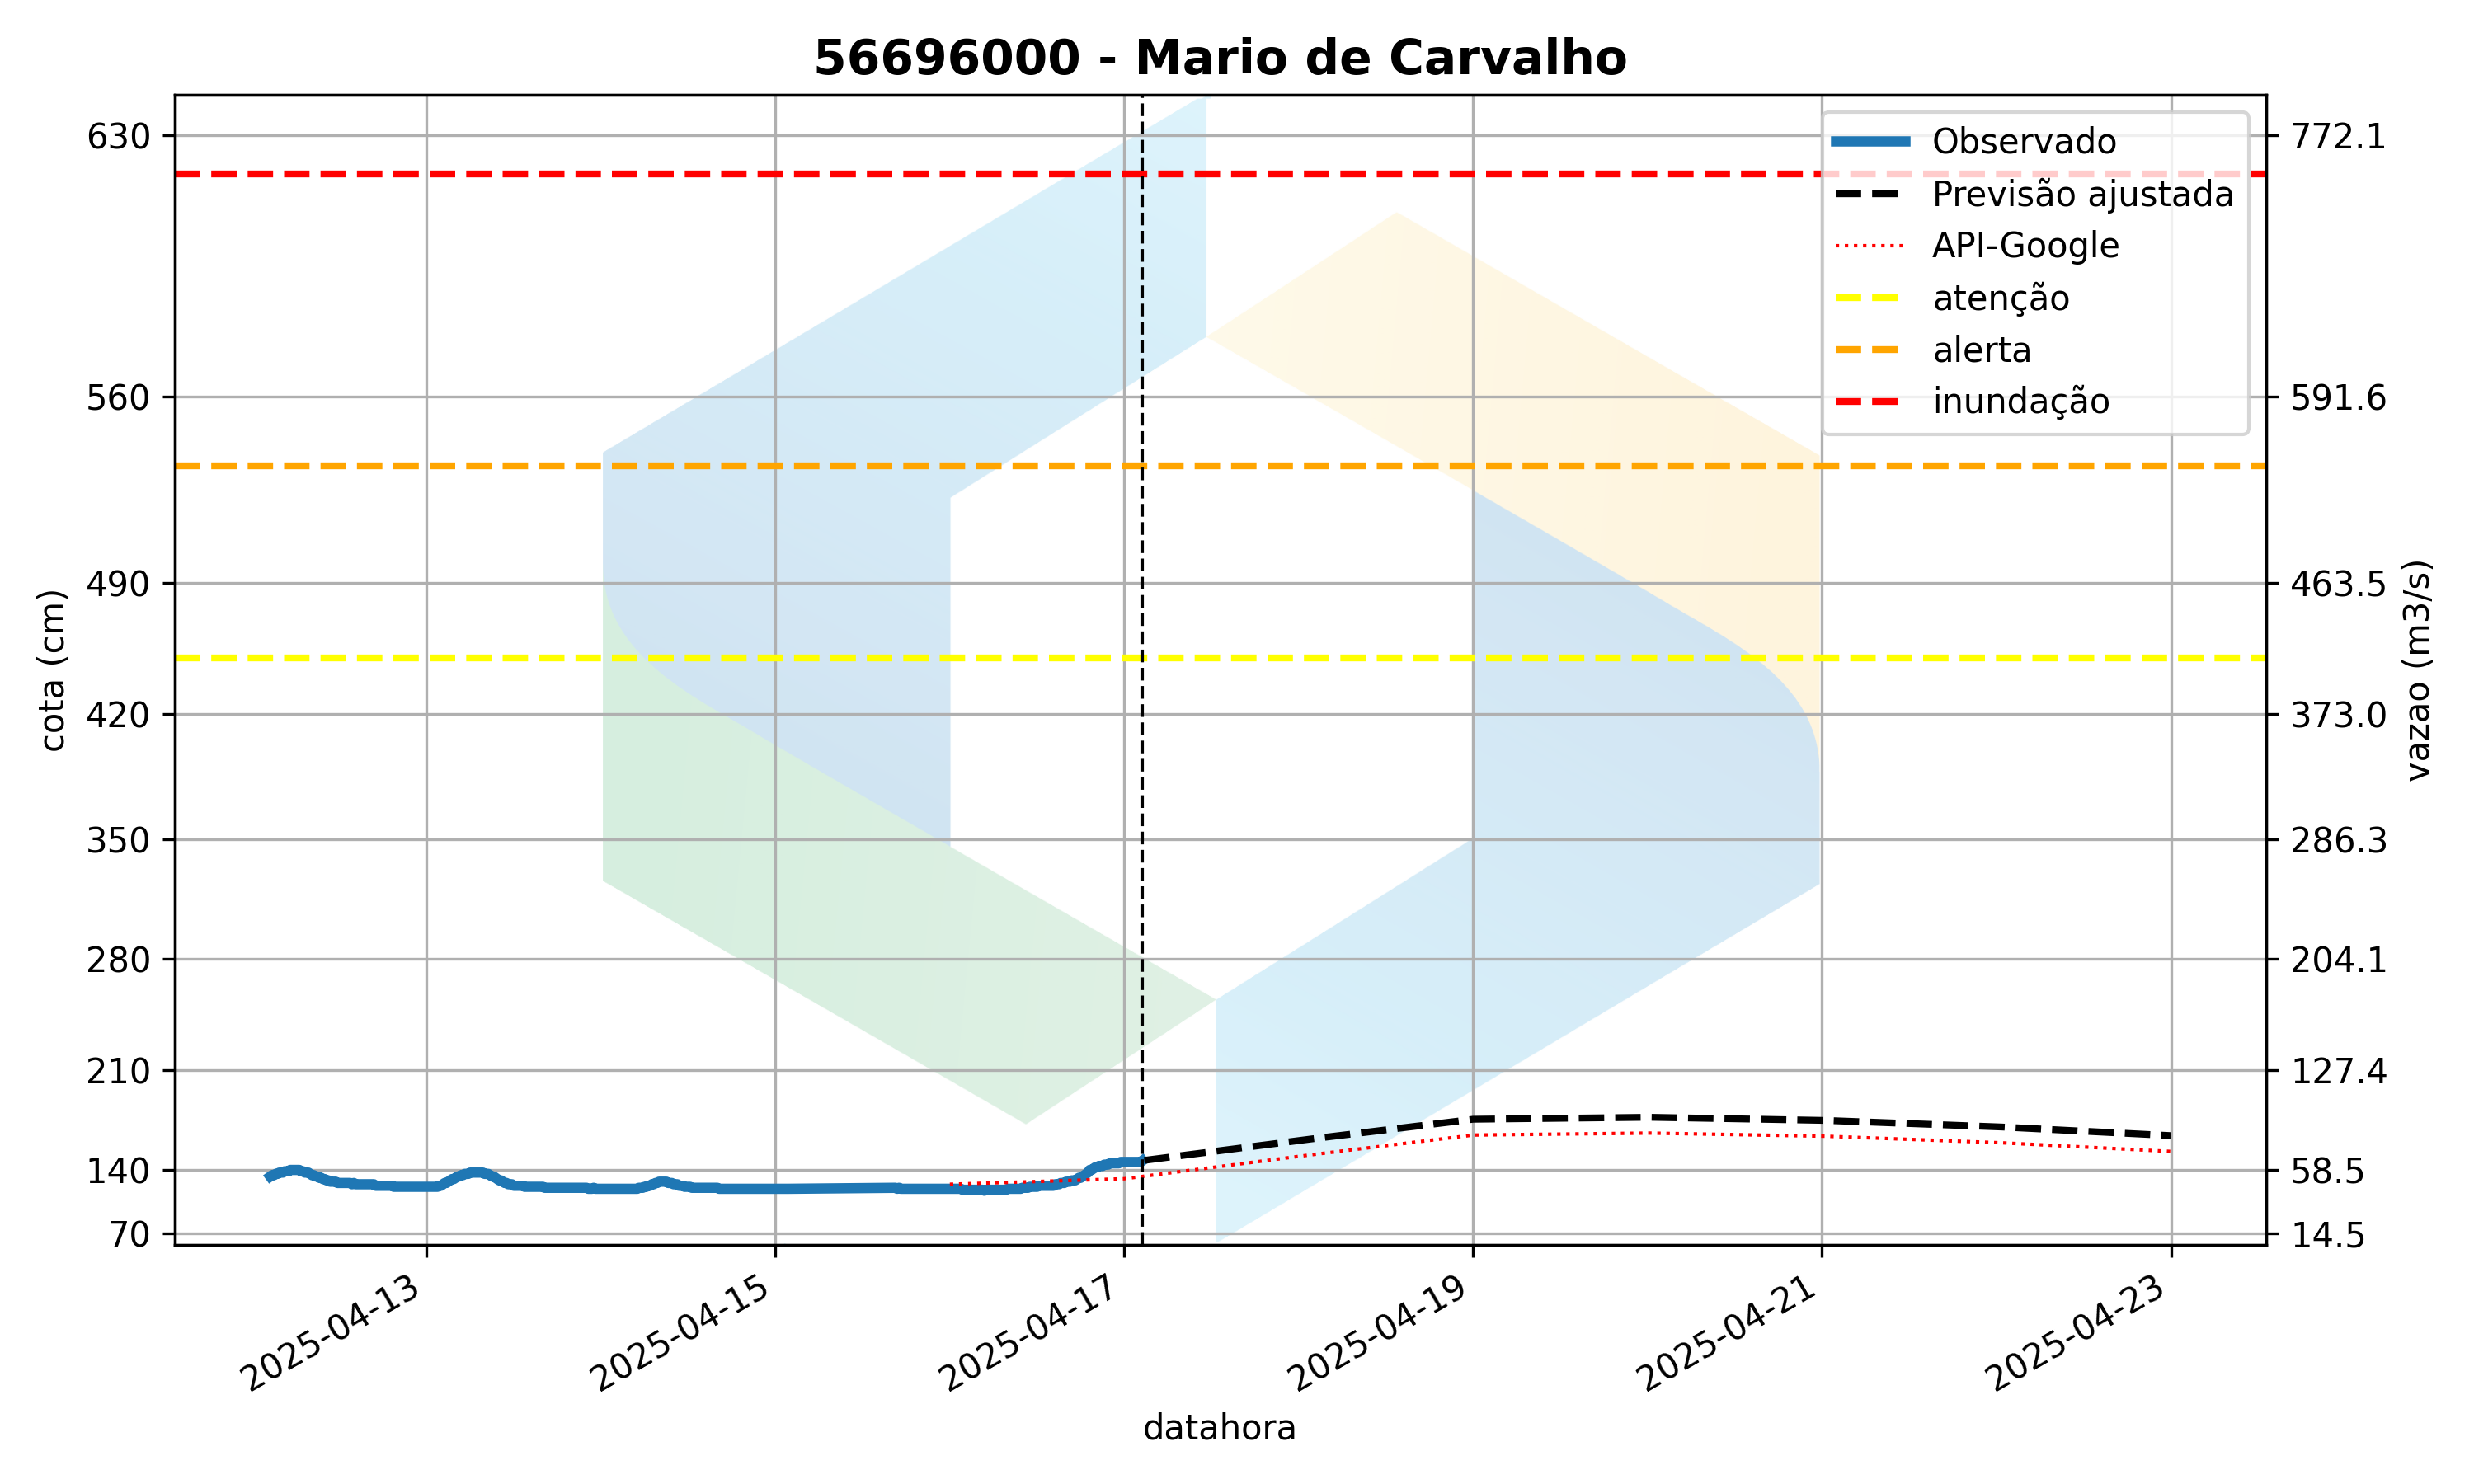 56696000 - Mario de Carvalho
630
560
490
420
350
280
210
140
70
cota (cm)
772.1
591.6
463.5
373.0
286.3
204.1
127.4
58.5
14.5
vazao (m3/s)
Observado
Previsão ajustada
API-Google
atenção
alerta
inundação
2025-04-13
2025-04-15
2025-04-17
2025-04-19
2025-04-21
2025-04-23
datahora